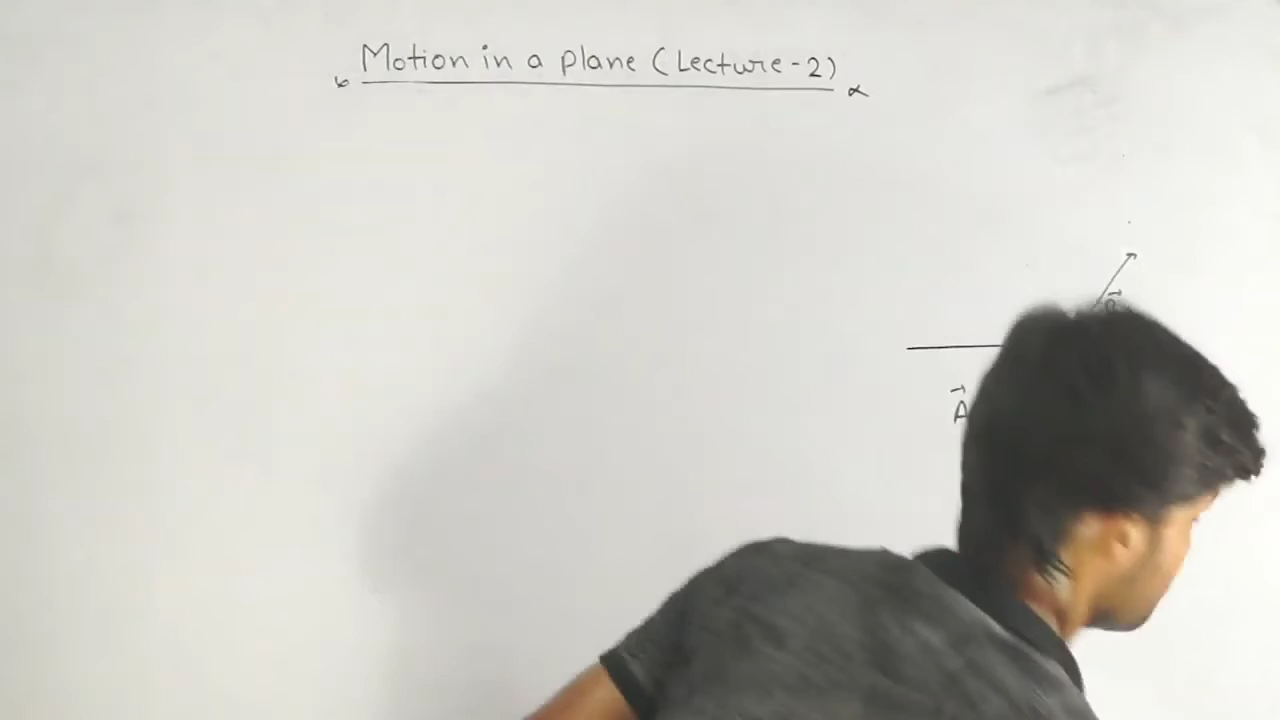 Motion in a plane (Lecture-2)
A⃗